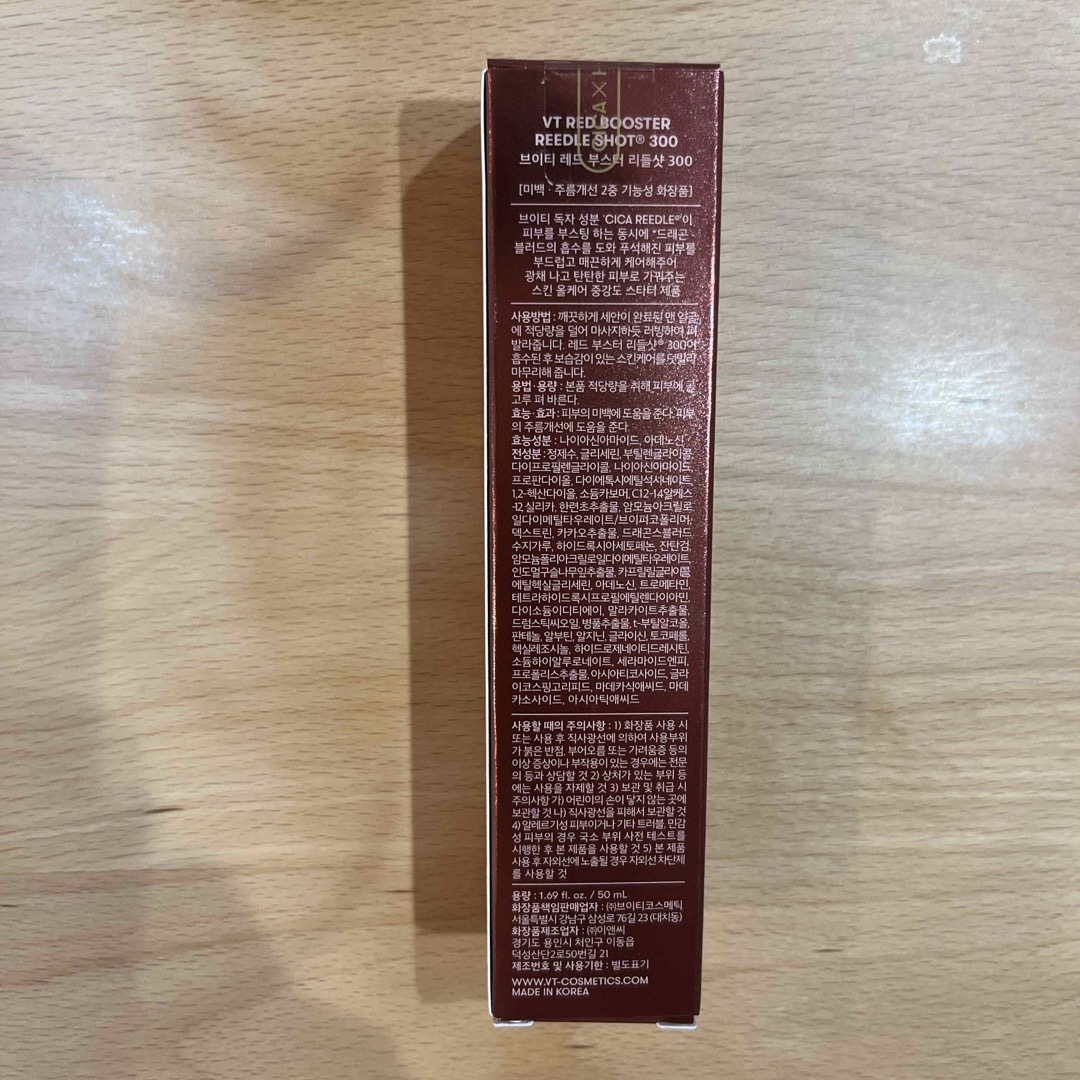 CICA X H
VT RED BOOSTER
REEDLE SHOT® 300
브이티 레드 부스터 리들샷 300
[미백·주름개선 2중 기능성 화장품]
브이티 독자 성분 'CICA REEDLE®'이
피부를 부스팅 하는 동시에 *드래곤
블러드의 흡수를 도와 푸석해진 피부를
부드럽고 매끈하게 케어해주어
광채 나고 탄탄한 피부로 가꿔주는
스킨 올케어 중강도 스타터 제품
사용방법 : 깨끗하게 세안이 완료된 맨 얼굴
에 적당량을 덜어 마사지하듯 러빙하여 펴
발라줍니다. 레드 부스터 리들샷® 300이
흡수된 후 보습감이 있는 스킨케어를 덧발라
마무리해 줍니다.
용법·용량 : 본품 적당량을 취해 피부에 골
고루 펴 바른다.
효능·효과 : 피부의 미백에 도움을 준다. 피부
의 주름개선에 도움을 준다.
효능성분 : 나이아신아마이드, 아데노신
전성분 : 정제수, 글리세린, 부틸렌글라이콜,
다이프로필렌글라이콜, 나이아신아마이드,
프로판다이올, 다이에톡시에틸석시네이트,
1,2-헥산다이올, 소듐카보머, C12-14알케스
-12, 실리카, 한련초추출물, 암모늄아크릴로
일다이메틸타우레이트/브이피코폴리머,
덱스트린, 카카오추출물, 드래곤스블러드
수지가루, 하이드록시아세토페논, 잔탄검,
암모늄폴리아크릴로일다이메틸타우레이트,
인도멀구슬나무잎추출물, 카프릴릴글라이콜,
에틸헥실글리세린, 아데노신, 트로메타민,
테트라하이드록시프로필에틸렌다이아민,
다이소듐이디티에이, 말라카이트추출물,
드럼스틱씨오일, 병풀추출물, t-부틸알코올,
판테놀, 알부틴, 알지닌, 글라이신, 토코페롤,
헥실레조시놀, 하이드로제네이티드레시틴,
소듐하이알루로네이트, 세라마이드엔피,
프로폴리스추출물, 아시아티코사이드, 글라
이코스핑고리피드, 마데카식애씨드, 마데
카소사이드, 아시아틱애씨드
사용할 때의 주의사항 : 1) 화장품 사용 시
또는 사용 후 직사광선에 의하여 사용부위
가 붉은 반점, 부어오름 또는 가려움증 등의
이상 증상이나 부작용이 있는 경우에는 전문
의 등과 상담할 것 2) 상처가 있는 부위 등
에는 사용을 자제할 것 3) 보관 및 취급 시
주의사항 가) 어린이의 손이 닿지 않는 곳에
보관할 것 나) 직사광선을 피해서 보관할 것
4) 알레르기성 피부이거나 기타 트러블, 민감
성 피부의 경우 국소 부위 사전 테스트를
시행한 후 본 제품을 사용할 것 5) 본 제품
사용 후 자외선에 노출될 경우 자외선 차단제
를 사용할 것
용량 : 1.69 fl. oz. / 50 mL
화장품책임판매업자 : ㈜브이티코스메틱
서울특별시 강남구 삼성로 76길 23 (대치동)
화장품제조업자 : ㈜이앤씨
경기도 용인시 처인구 이동읍
덕성산단2로50번길 21
제조번호 및 사용기한 : 별도표기
WWW.VT-COSMETICS.COM
MADE IN KOREA